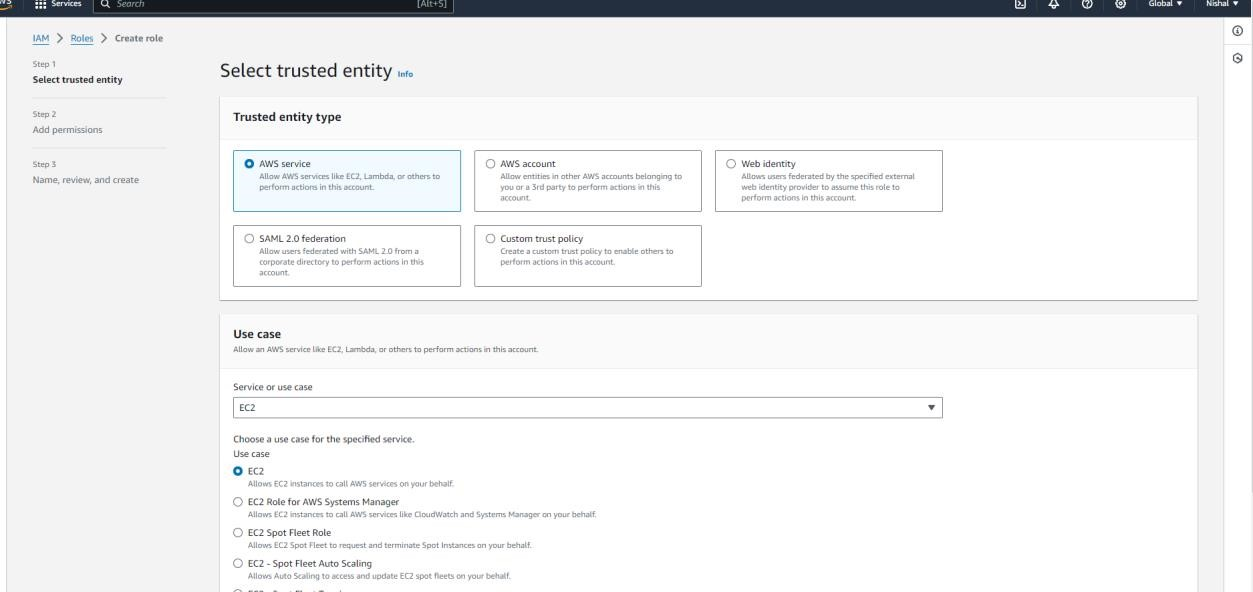 Services Search [Alt+S] Global Nishal
IAM > Roles > Create role
Step 1
Select trusted entity
Step 2
Add permissions
Step 3
Name, review, and create
Select trusted entity Info
Trusted entity type
AWS service
Allow AWS services like EC2, Lambda, or others to
perform actions in this account.
AWS account
Allow entities in other AWS accounts belonging to
you or a 3rd party to perform actions in this
account.
Web identity
Allows users federated by the specified external
web identity provider to assume this role to
perform actions in this account.
SAML 2.0 federation
Allow users federated with SAML 2.0 from a
corporate directory to perform actions in this
account.
Custom trust policy
Create a custom trust policy to enable others to
perform actions in this account.
Use case
Allow an AWS service like EC2, Lambda, or others to perform actions in this account.
Service or use case
EC2
Choose a use case for the specified service.
Use case
EC2
Allows EC2 instances to call AWS services on your behalf.
EC2 Role for AWS Systems Manager
Allows EC2 instances to call AWS services like CloudWatch and Systems Manager on your behalf.
EC2 Spot Fleet Role
Allows EC2 Spot Fleet to request and terminate Spot Instances on your behalf.
EC2 - Spot Fleet Auto Scaling
Allows Auto Scaling to access and update EC2 spot fleets on your behalf.